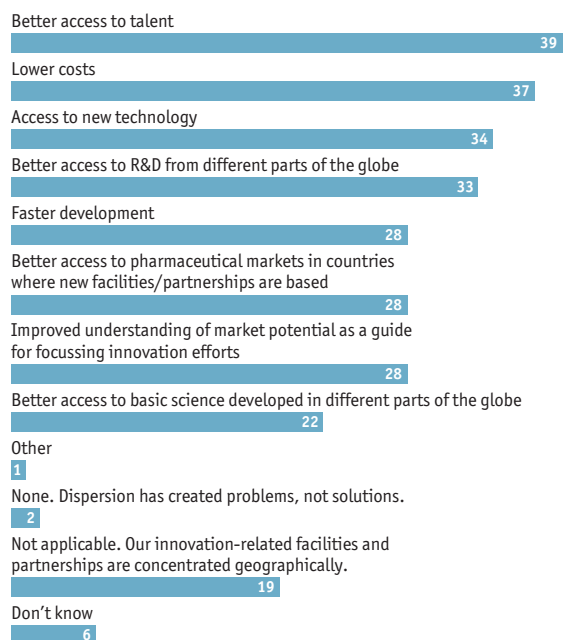 Better access to talent
39
Lower costs
37
Access to new technology
34
Better access to R&D from different parts of the globe
33
Faster development
28
Better access to pharmaceutical markets in countries
where new facilities/partnerships are based
28
Improved understanding of market potential as a guide
for focussing innovation efforts
28
Better access to basic science developed in different parts of the globe
22
Other
1
None. Dispersion has created problems, not solutions.
2
Not applicable. Our innovation-related facilities and
partnerships are concentrated geographically.
19
Don’t know
6